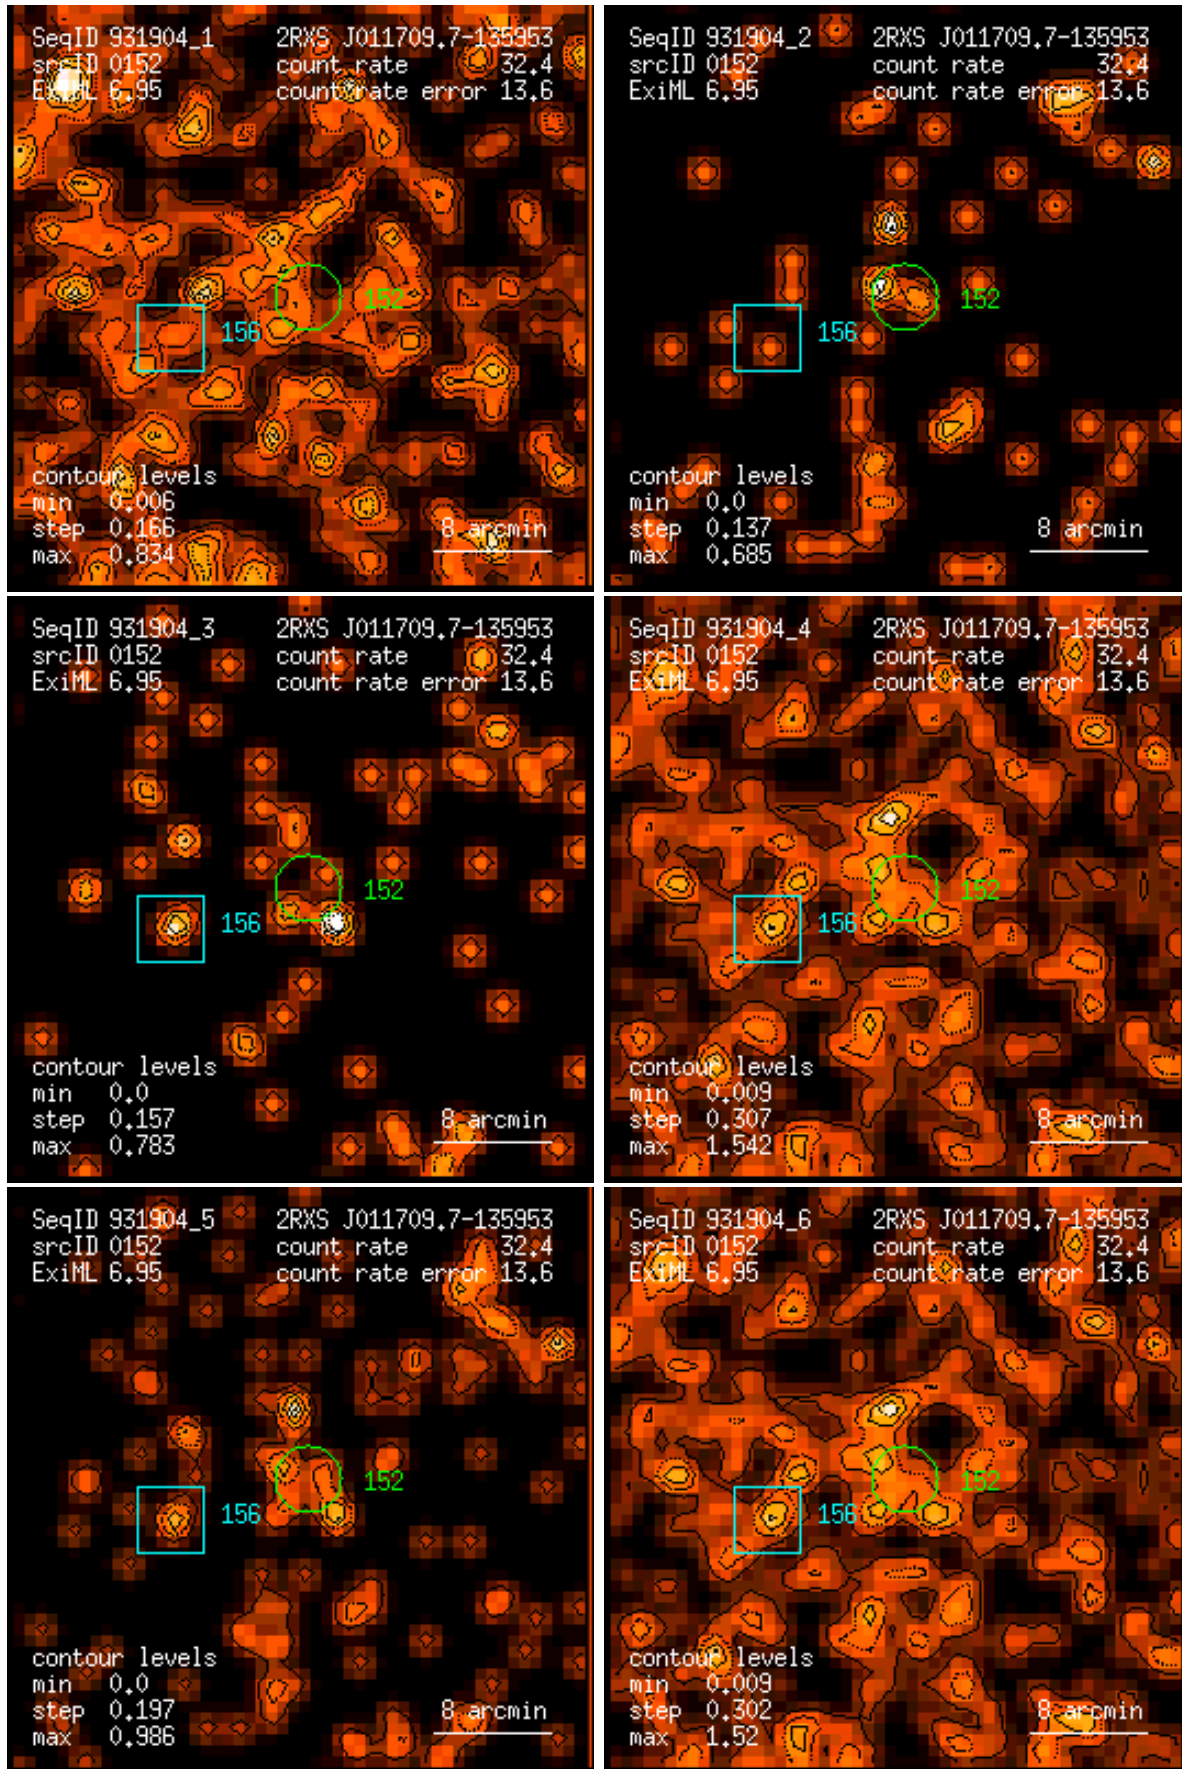 SeqID 931904_1 2RXS J011709.7-135953
srcID 0152 count rate 32.4
ExiML 6.95 count rate error 13.6
152
156
contour levels
min 0.006
step 0.166
max 0.834
8 arcmin
SeqID 931904_2 2RXS J011709.7-135953
srcID 0152 count rate 32.4
ExiML 6.95 count rate error 13.6
152
156
contour levels
min 0.0
step 0.137
max 0.685
8 arcmin
SeqID 931904_3 2RXS J011709.7-135953
srcID 0152 count rate 32.4
ExiML 6.95 count rate error 13.6
152
156
contour levels
min 0.0
step 0.157
max 0.783
8 arcmin
SeqID 931904_4 2RXS J011709.7-135953
srcID 0152 count rate 32.4
ExiML 6.95 count rate error 13.6
152
156
contour levels
min 0.009
step 0.307
max 1.542
8 arcmin
SeqID 931904_5 2RXS J011709.7-135953
srcID 0152 count rate 32.4
ExiML 6.95 count rate error 13.6
152
156
contour levels
min 0.0
step 0.197
max 0.986
8 arcmin
SeqID 931904_6 2RXS J011709.7-135953
srcID 0152 count rate 32.4
ExiML 6.95 count rate error 13.6
152
156
contour levels
min 0.009
step 0.302
max 1.52
8 arcmin